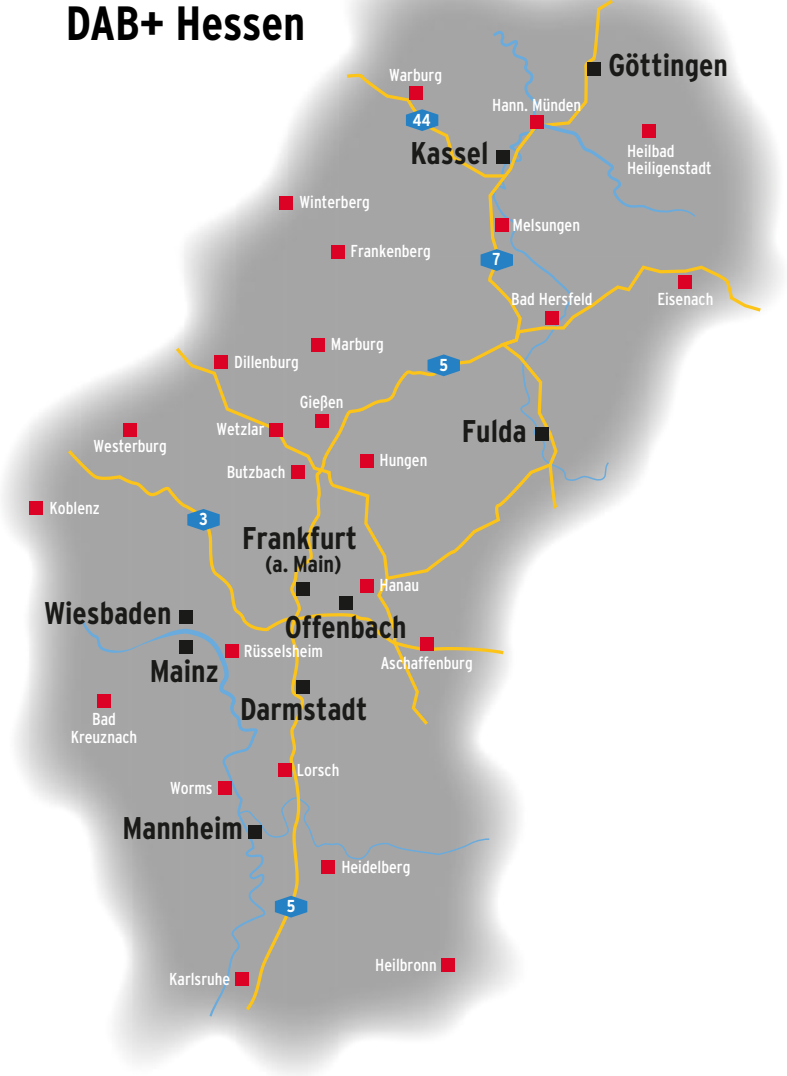 DAB+ Hessen
Göttingen
Warburg
Hann. Münden
44
Kassel
Heilbad
Heiligenstadt
Winterberg
Melsungen
Frankenberg
7
Bad Hersfeld
Eisenach
Marburg
Dillenburg
5
Gießen
Wetzlar
Fulda
Westerburg
Hungen
Butzbach
Koblenz
3
Frankfurt
(a. Main)
Hanau
Wiesbaden
Offenbach
Rüsselsheim
Mainz
Aschaffenburg
Darmstadt
Bad
Kreuznach
Lorsch
Worms
Mannheim
Heidelberg
5
Heilbronn
Karlsruhe